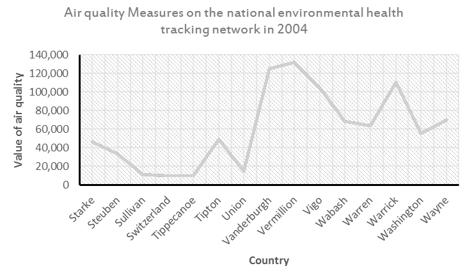 Air quality Measures on the national environmental health
tracking network in 2004
Value of air quality
140,000
120,000
100,000
80,000
60,000
40,000
20,000
0
Starke
Steuben
Sullivan
Switzerland
Tippecanoe
Tipton
Union
Vanderburgh
Vermillion
Vigo
Wabash
Warren
Warrick
Washington
Wayne
Country